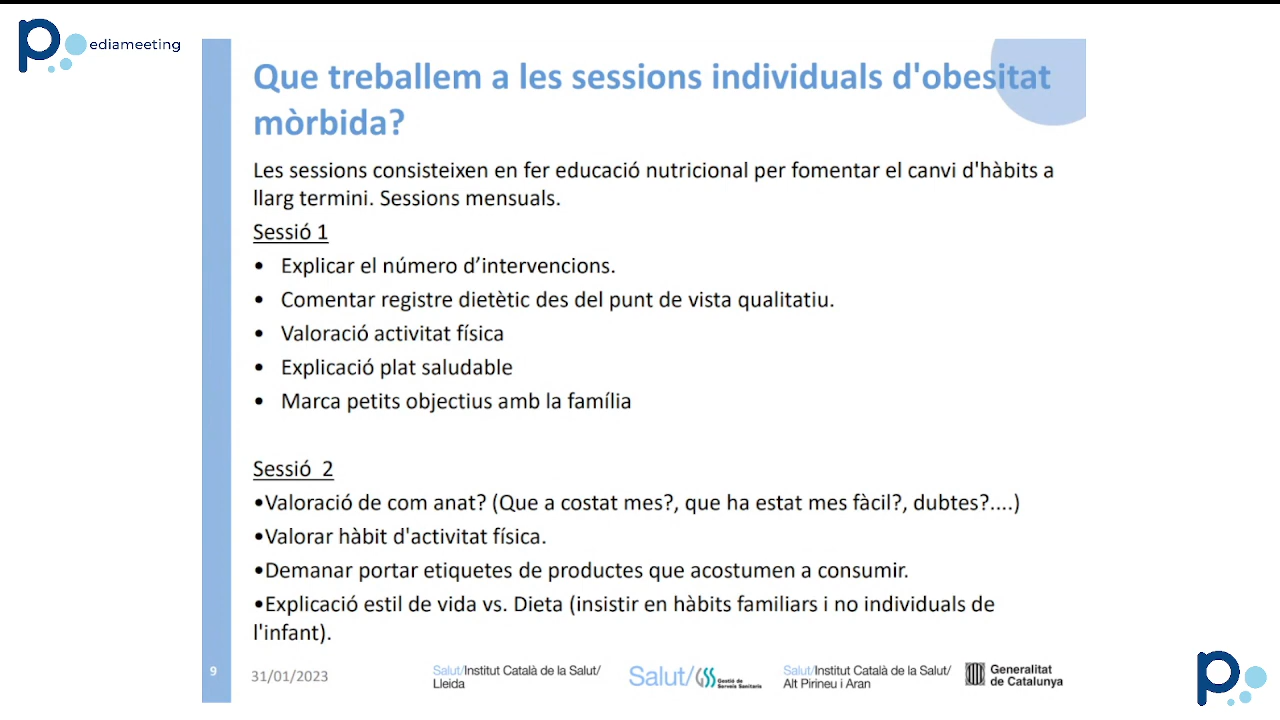 Pediameeting
Que treballem a les sessions individuals d'obesitat
mòrbida?
Les sessions consisteixen en fer educació nutricional per fomentar el canvi d'hàbits a
llarg termini. Sessions mensuals.
Sessió 1
• Explicar el número d’intervencions.
• Comentar registre dietètic des del punt de vista qualitatiu.
• Valoració activitat física
• Explicació plat saludable
• Marca petits objectius amb la família
Sessió  2
•Valoració de com anat? (Que a costat mes?, que ha estat mes fàcil?, dubtes?....)
•Valorar hàbit d'activitat física.
•Demanar portar etiquetes de productes que acostumen a consumir.
•Explicació estil de vida vs. Dieta (insistir en hàbits familiars i no individuals de
l'infant).
9
31/01/2023
Salut/Institut Català de la Salut/
Lleida
Salut/ GSS Gestió de
Serveis Sanitaris
Salut/Institut Català de la Salut/
Alt Pirineu i Aran
Generalitat
de Catalunya
P